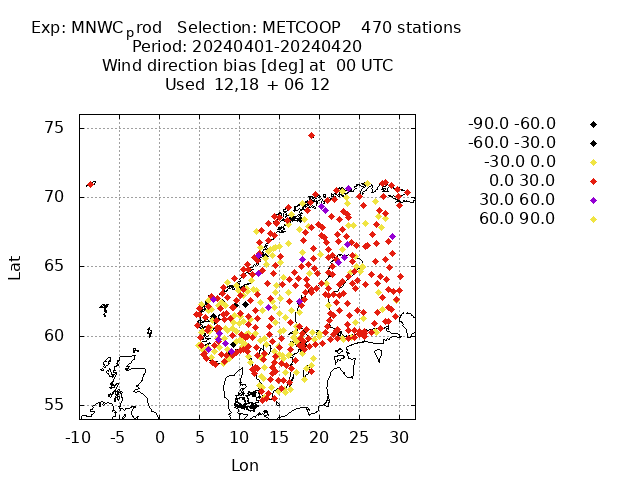 Exp: MNWCprod   Selection: METCOOP    470 stations
Period: 20240401-20240420
Wind direction bias [deg] at  00 UTC
Used  12,18 + 06 12
-90.0 -60.0
-60.0 -30.0
-30.0 0.0
0.0 30.0
30.0 60.0
60.0 90.0
75
70
65
60
55
Lat
-10 -5 0 5 10 15 20 25 30
Lon